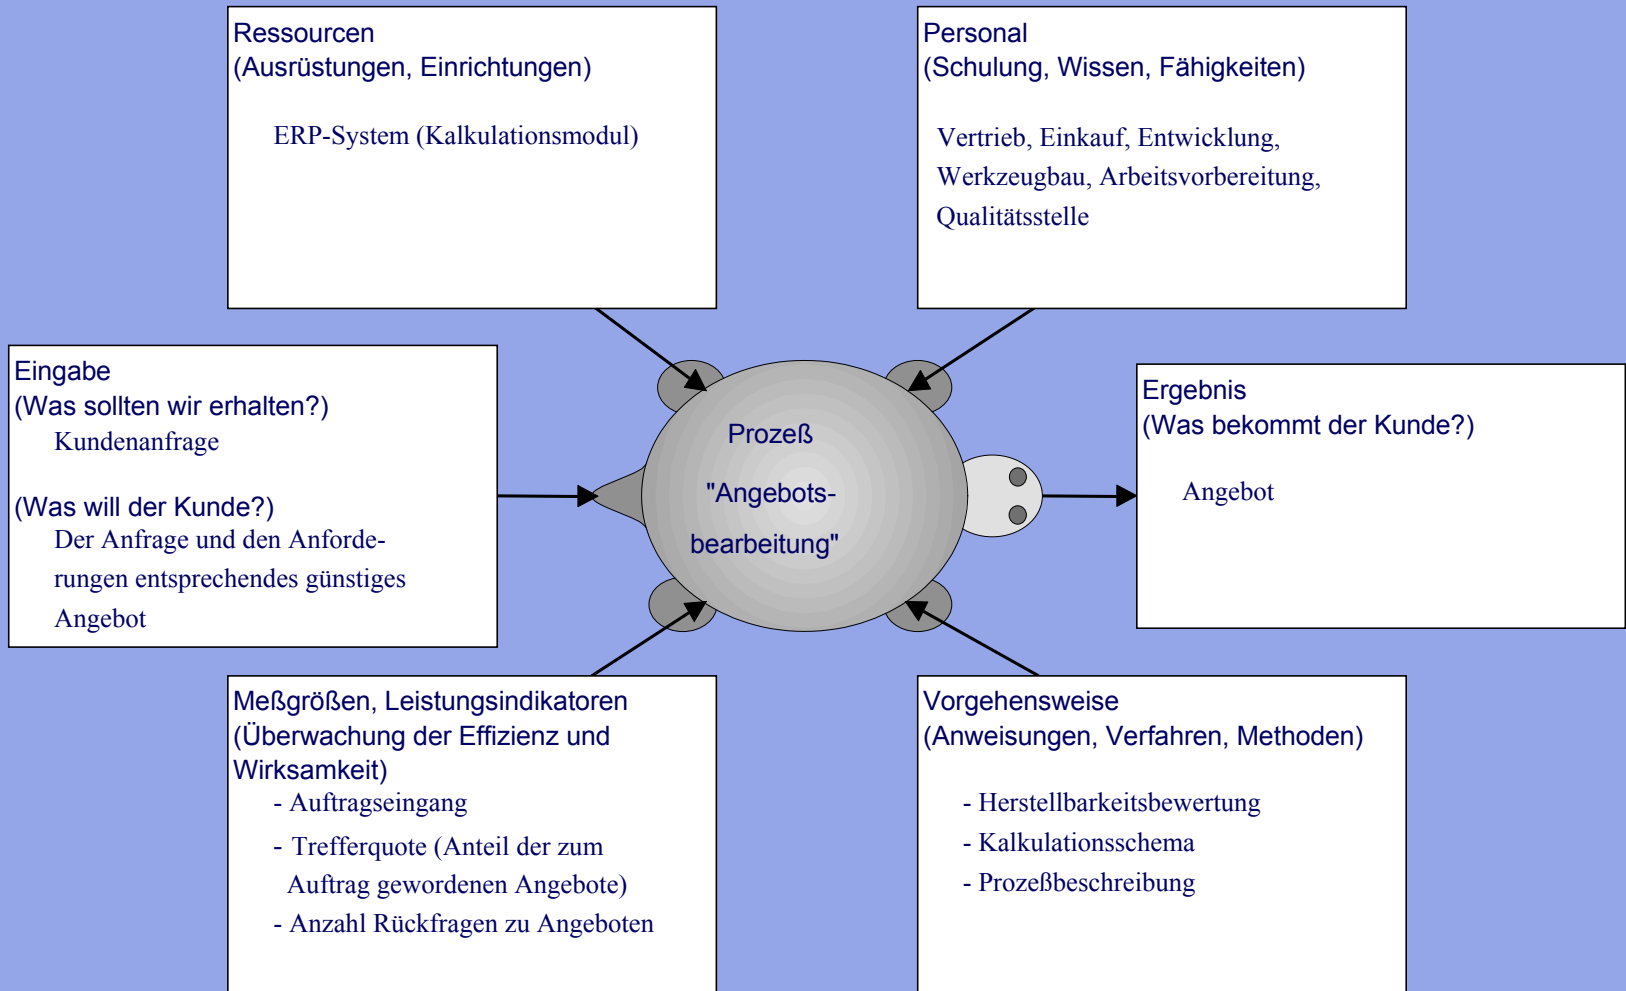 Ressourcen
(Ausrüstungen, Einrichtungen)
ERP-System (Kalkulationsmodul)
Personal
(Schulung, Wissen, Fähigkeiten)
Vertrieb, Einkauf, Entwicklung,
Werkzeugbau, Arbeitsvorbereitung,
Qualitätsstelle
Eingabe
(Was sollten wir erhalten?)
Kundenanfrage
(Was will der Kunde?)
Der Anfrage und den Anforde-
rungen entsprechendes günstiges
Angebot
Prozeß
"Angebots-
bearbeitung"
Ergebnis
(Was bekommt der Kunde?)
Angebot
Meßgrößen, Leistungsindikatoren
(Überwachung der Effizienz und
Wirksamkeit)
- Auftragseingang
- Trefferquote (Anteil der zum
Auftrag gewordenen Angebote)
- Anzahl Rückfragen zu Angeboten
Vorgehensweise
(Anweisungen, Verfahren, Methoden)
- Herstellbarkeitsbewertung
- Kalkulationsschema
- Prozeßbeschreibung